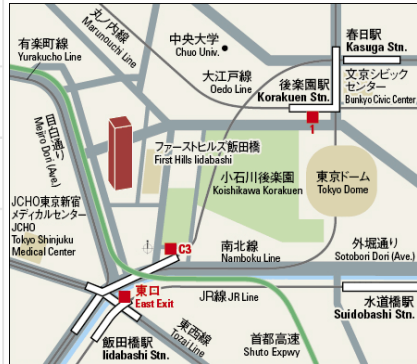 丸ノ内線
Marunouchi Line
有楽町線
Yurakucho Line
中央大学
Chuo Univ.
春日駅
Kasuga Stn.
大江戸線
Oedo Line
後楽園駅
Korakuen Stn.
文京シビック
センター
Bunkyo Civic Center
1
目白通り
Mejiro Dori (Ave.)
ファーストヒルズ飯田橋
First Hills Iidabashi
小石川後楽園
Koishikawa Korakuen
東京ドーム
Tokyo Dome
JCHO東京新宿
メディカルセンター
JCHO
Tokyo Shinjuku
Medical Center
C3
南北線
Namboku Line
外堀通り
Sotobori Dori (Ave.)
東口
East Exit
JR線 JR Line
水道橋駅
Suidobashi Stn.
飯田橋駅
Iidabashi Stn.
東西線
Tozai Line
首都高速
Shuto Expwy